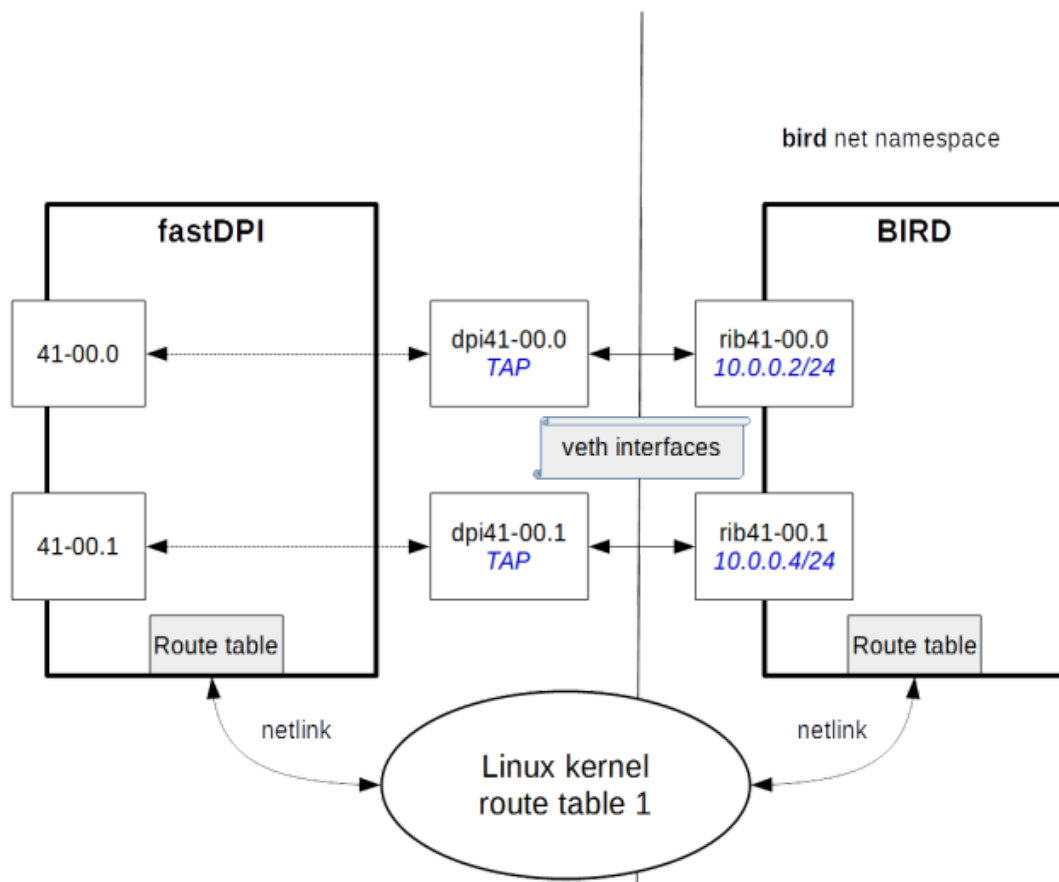 bird net namespace
fastDPI
BIRD
41-00.0
dpi41-00.0
TAP
rib41-00.0
10.0.0.2/24
veth interfaces
41-00.1
dpi41-00.1
TAP
rib41-00.1
10.0.0.4/24
Route table
Route table
netlink
netlink
Linux kernel
route table 1